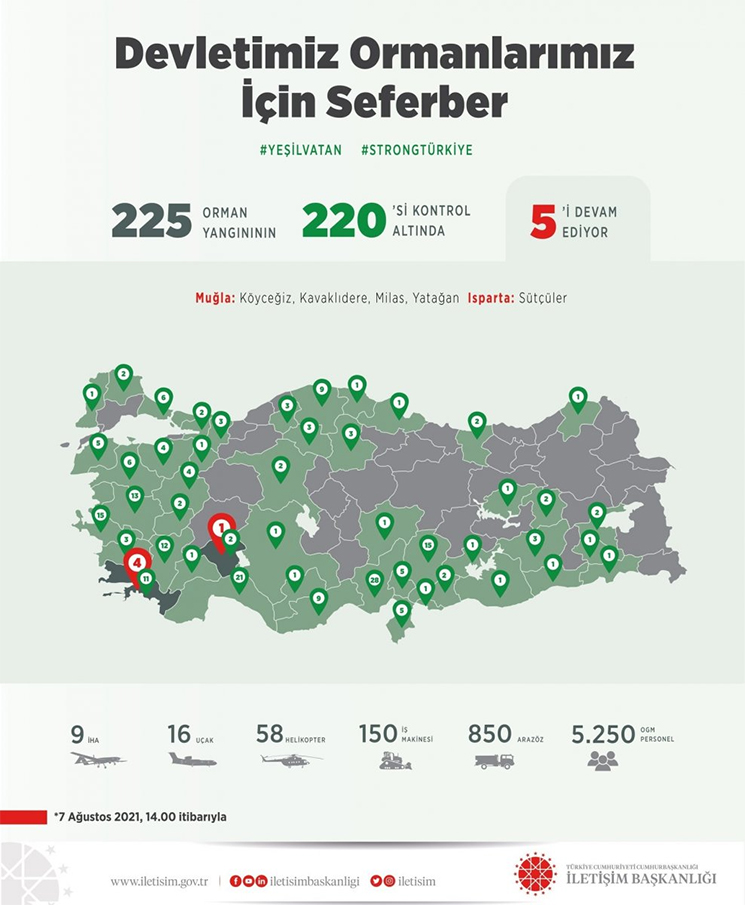 Devletimiz Ormanlarımız
İçin Seferber
#YEŞİLVATAN #STRONGTÜRKİYE
225 ORMAN YANGINININ
220 'Sİ KONTROL ALTINDA
5 'İ DEVAM EDİYOR
Muğla: Köyceğiz, Kavaklıdere, Milas, Yatağan Isparta: Sütçüler
2
1
6
2
3
3
9
1
1
2
1
5
4
1
3
3
6
4
2
13
2
1
2
15
1
2
1
2
3
12
1
1
15
1
3
1
1
4
11
21
1
28
5
1
2
1
1
9
5
9 İHA
16 UÇAK
58 HELİKOPTER
150 İŞ MAKİNESİ
850 ARAZÖZ
5.250 OGM PERSONEL
*7 Ağustos 2021, 14.00 itibarıyla
www.iletisim.gov.tr | iletisimbaskanligi iletisim
TÜRKİYE CUMHURİYETİ CUMHURBAŞKANLIĞI
İLETİŞİM BAŞKANLIĞI